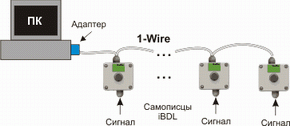 ПК
Адаптер
1-Wire
...
...
Самописцы
iBDL
Сигнал
Сигнал
Сигнал